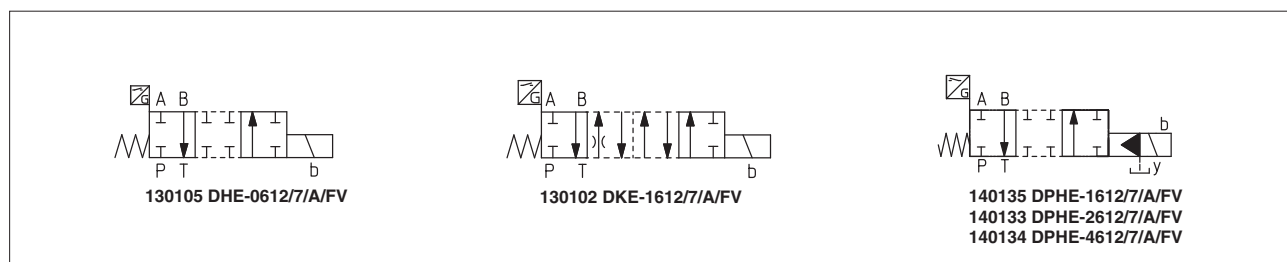 G A B
P T b
130105 DHE-0612/7/A/FV
G A B
P T b
130102 DKE-1612/7/A/FV
G A B b
P T y
140135 DPHE-1612/7/A/FV
140133 DPHE-2612/7/A/FV
140134 DPHE-4612/7/A/FV